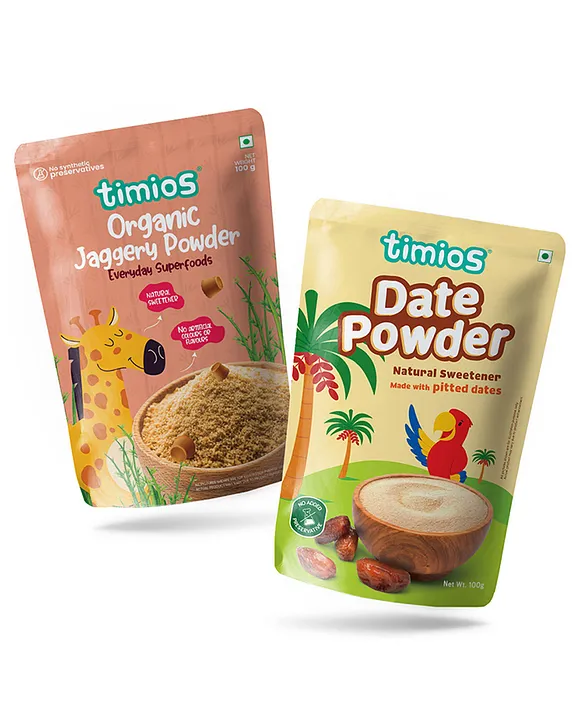 No synthetic
preservatives
NET
WEIGHT
100 g
timios®
Organic
Jaggery Powder
Everyday Superfoods
NATURAL
SWEETENER
No ARTIFICIAL
COLOURS OR
FLAVOURS
timios®
Date
Powder
Natural Sweetener
Made with pitted dates
NO ADDED
PRESERVATIVE
Net Wt. 100g